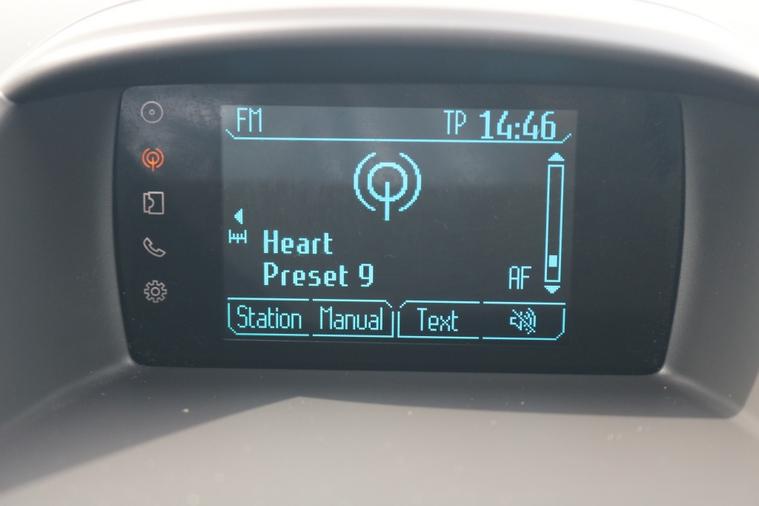 FM TP 14:46
Heart
Preset 9 AF
Station Manual Text